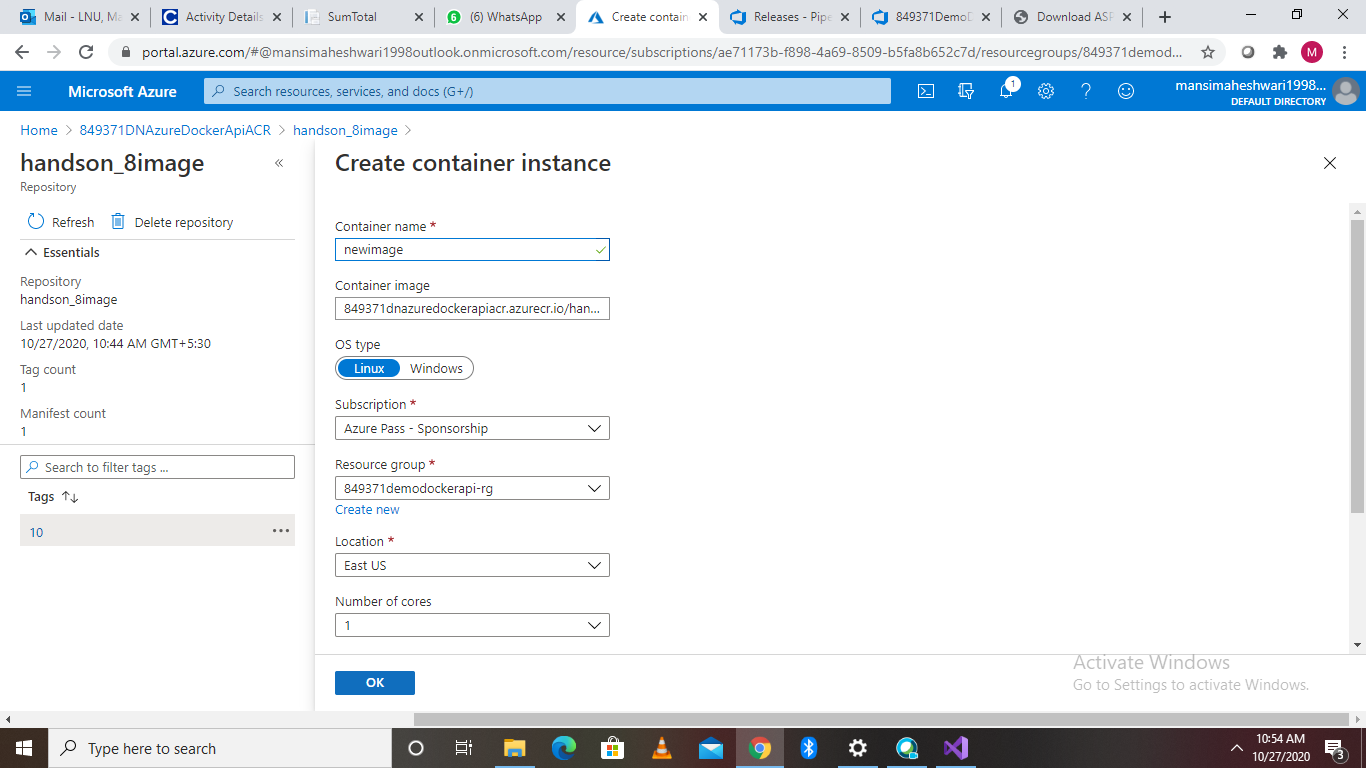 Mail - LNU, Ma
Activity Details
SumTotal
(6) WhatsApp
Create contain
Releases - Pipe
849371DemoD
Download ASP
portal.azure.com/#@mansimaheshwari1998outlook.onmicrosoft.com/resource/subscriptions/ae71173b-f898-4a69-8509-b5fa8b652c7d/resourcegroups/849371demod...
M
Microsoft Azure
Search resources, services, and docs (G+/)
1
mansimaheshwari1998...
DEFAULT DIRECTORY
Home > 849371DNAzureDockerApiACR > handson_8image >
handson_8image
Repository
Refresh
Delete repository
Essentials
Repository
handson_8image
Last updated date
10/27/2020, 10:44 AM GMT+5:30
Tag count
1
Manifest count
1
Search to filter tags ...
Tags
10
Create container instance
Container name *
newimage
Container image
849371dnazuredockerapiacr.azurecr.io/han...
OS type
Linux Windows
Subscription *
Azure Pass - Sponsorship
Resource group *
849371demodockerapi-rg
Create new
Location *
East US
Number of cores
1
OK
Activate Windows
Go to Settings to activate Windows.
Type here to search
10:54 AM
10/27/2020
3